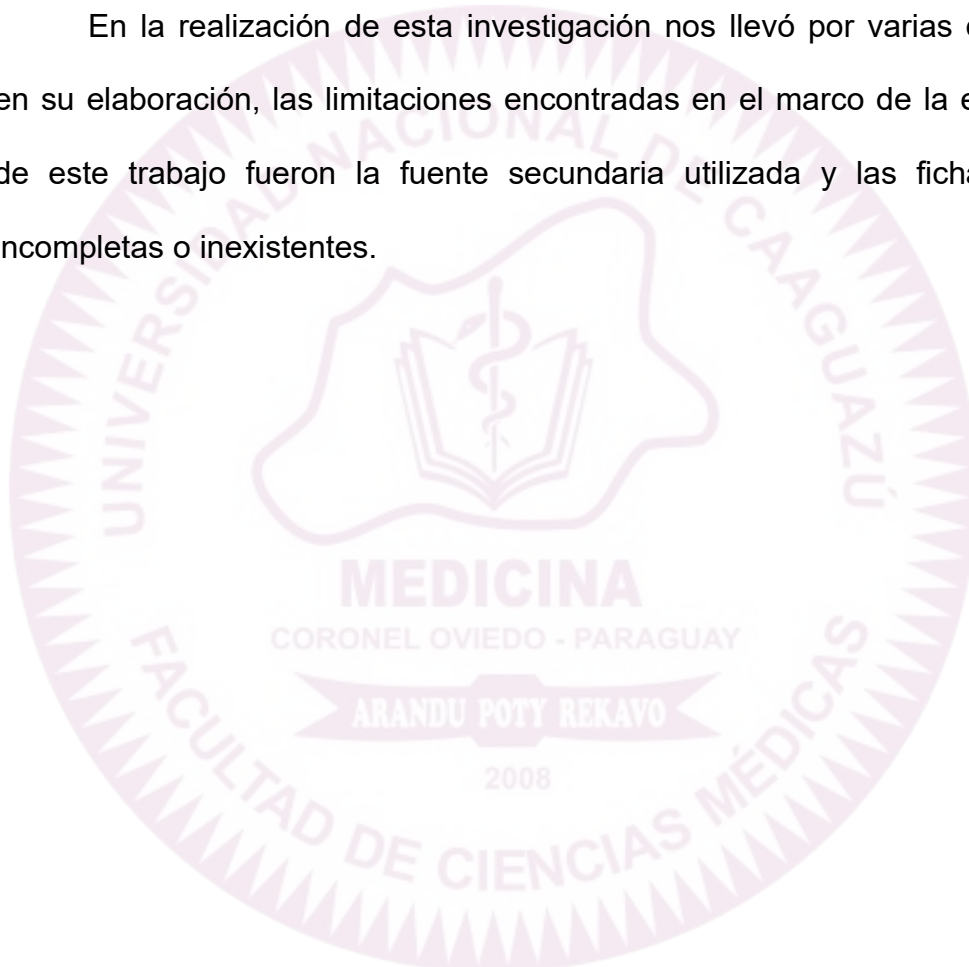 En la realización de esta investigación nos llevó por varias
en su elaboración, las limitaciones encontradas en el marco de la
de este trabajo fueron la fuente secundaria utilizada y las
incompletas o inexistentes.
UNIVERSIDAD NACIONAL DE CAAGUAZÚ
MEDICINA
CORONEL OVIEDO - PARAGUAY
ARANDU POTY REKAVO
2008
FACULTAD DE CIENCIAS MÉDICAS